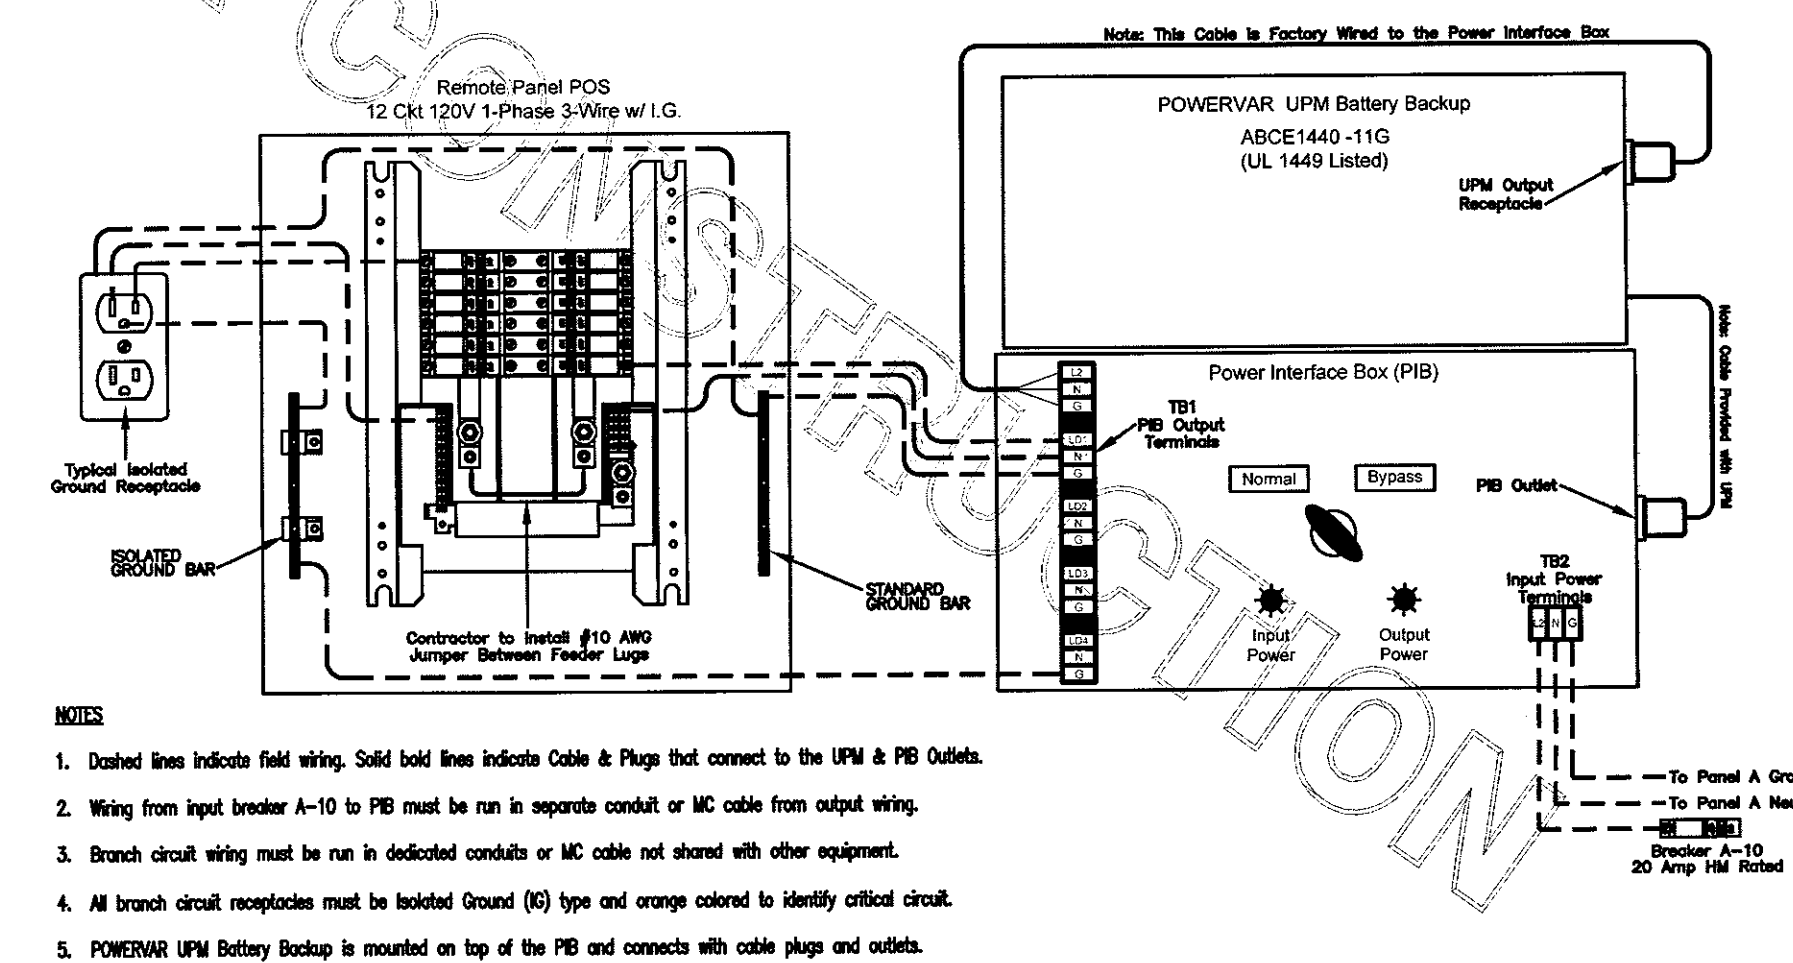 Note: This Cable is Factory Wired to the Power Interface Box
Remote Panel POS
12 Ckt 120V 1-Phase 3-Wire w/ I.G.
POWERVAR UPM Battery Backup
ABCE1440 -11G
(UL 1449 Listed)
UPM Output
Receptacle
Note: Cable Provided with UPM
Power Interface Box (PIB)
L2
N
G
TB1
PIB Output
Terminals
LD1
N
G
LD2
N
G
LD3
N
G
LD4
N
G
Normal
Bypass
PIB Outlet
TB2
Input Power
Terminals
L2 N G
Input
Power
Output
Power
Typical Isolated
Ground Receptacle
ISOLATED
GROUND BAR
STANDARD
GROUND BAR
Contractor to Install #10 AWG
Jumper Between Feeder Lugs
To Panel A Gro
To Panel A Neu
Breaker A-10
20 Amp HM Rated
NOTES
1. Dashed lines indicate field wiring. Solid bold lines indicate Cable & Plugs that connect to the UPM & PIB Outlets.
2. Wiring from input breaker A-10 to PIB must be run in separate conduit or MC cable from output wiring.
3. Branch circuit wiring must be run in dedicated conduits or MC cable not shared with other equipment.
4. All branch circuit receptacles must be Isolated Ground (IG) type and orange colored to identify critical circuit.
5. POWERVAR UPM Battery Backup is mounted on top of the PIB and connects with cable plugs and outlets.
CONSTRUCTION